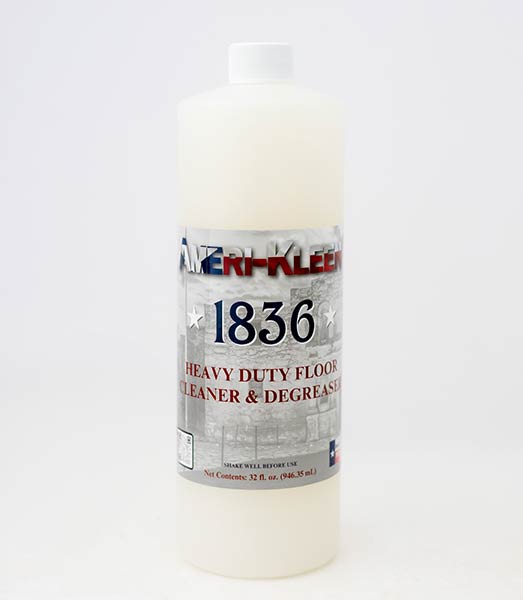 AMERI-KLEEN
1836
HEAVY DUTY FLOOR
CLEANER & DEGREASER
SHAKE WELL BEFORE USE
Net Contents: 32 fl. oz. (946.35 ml.)